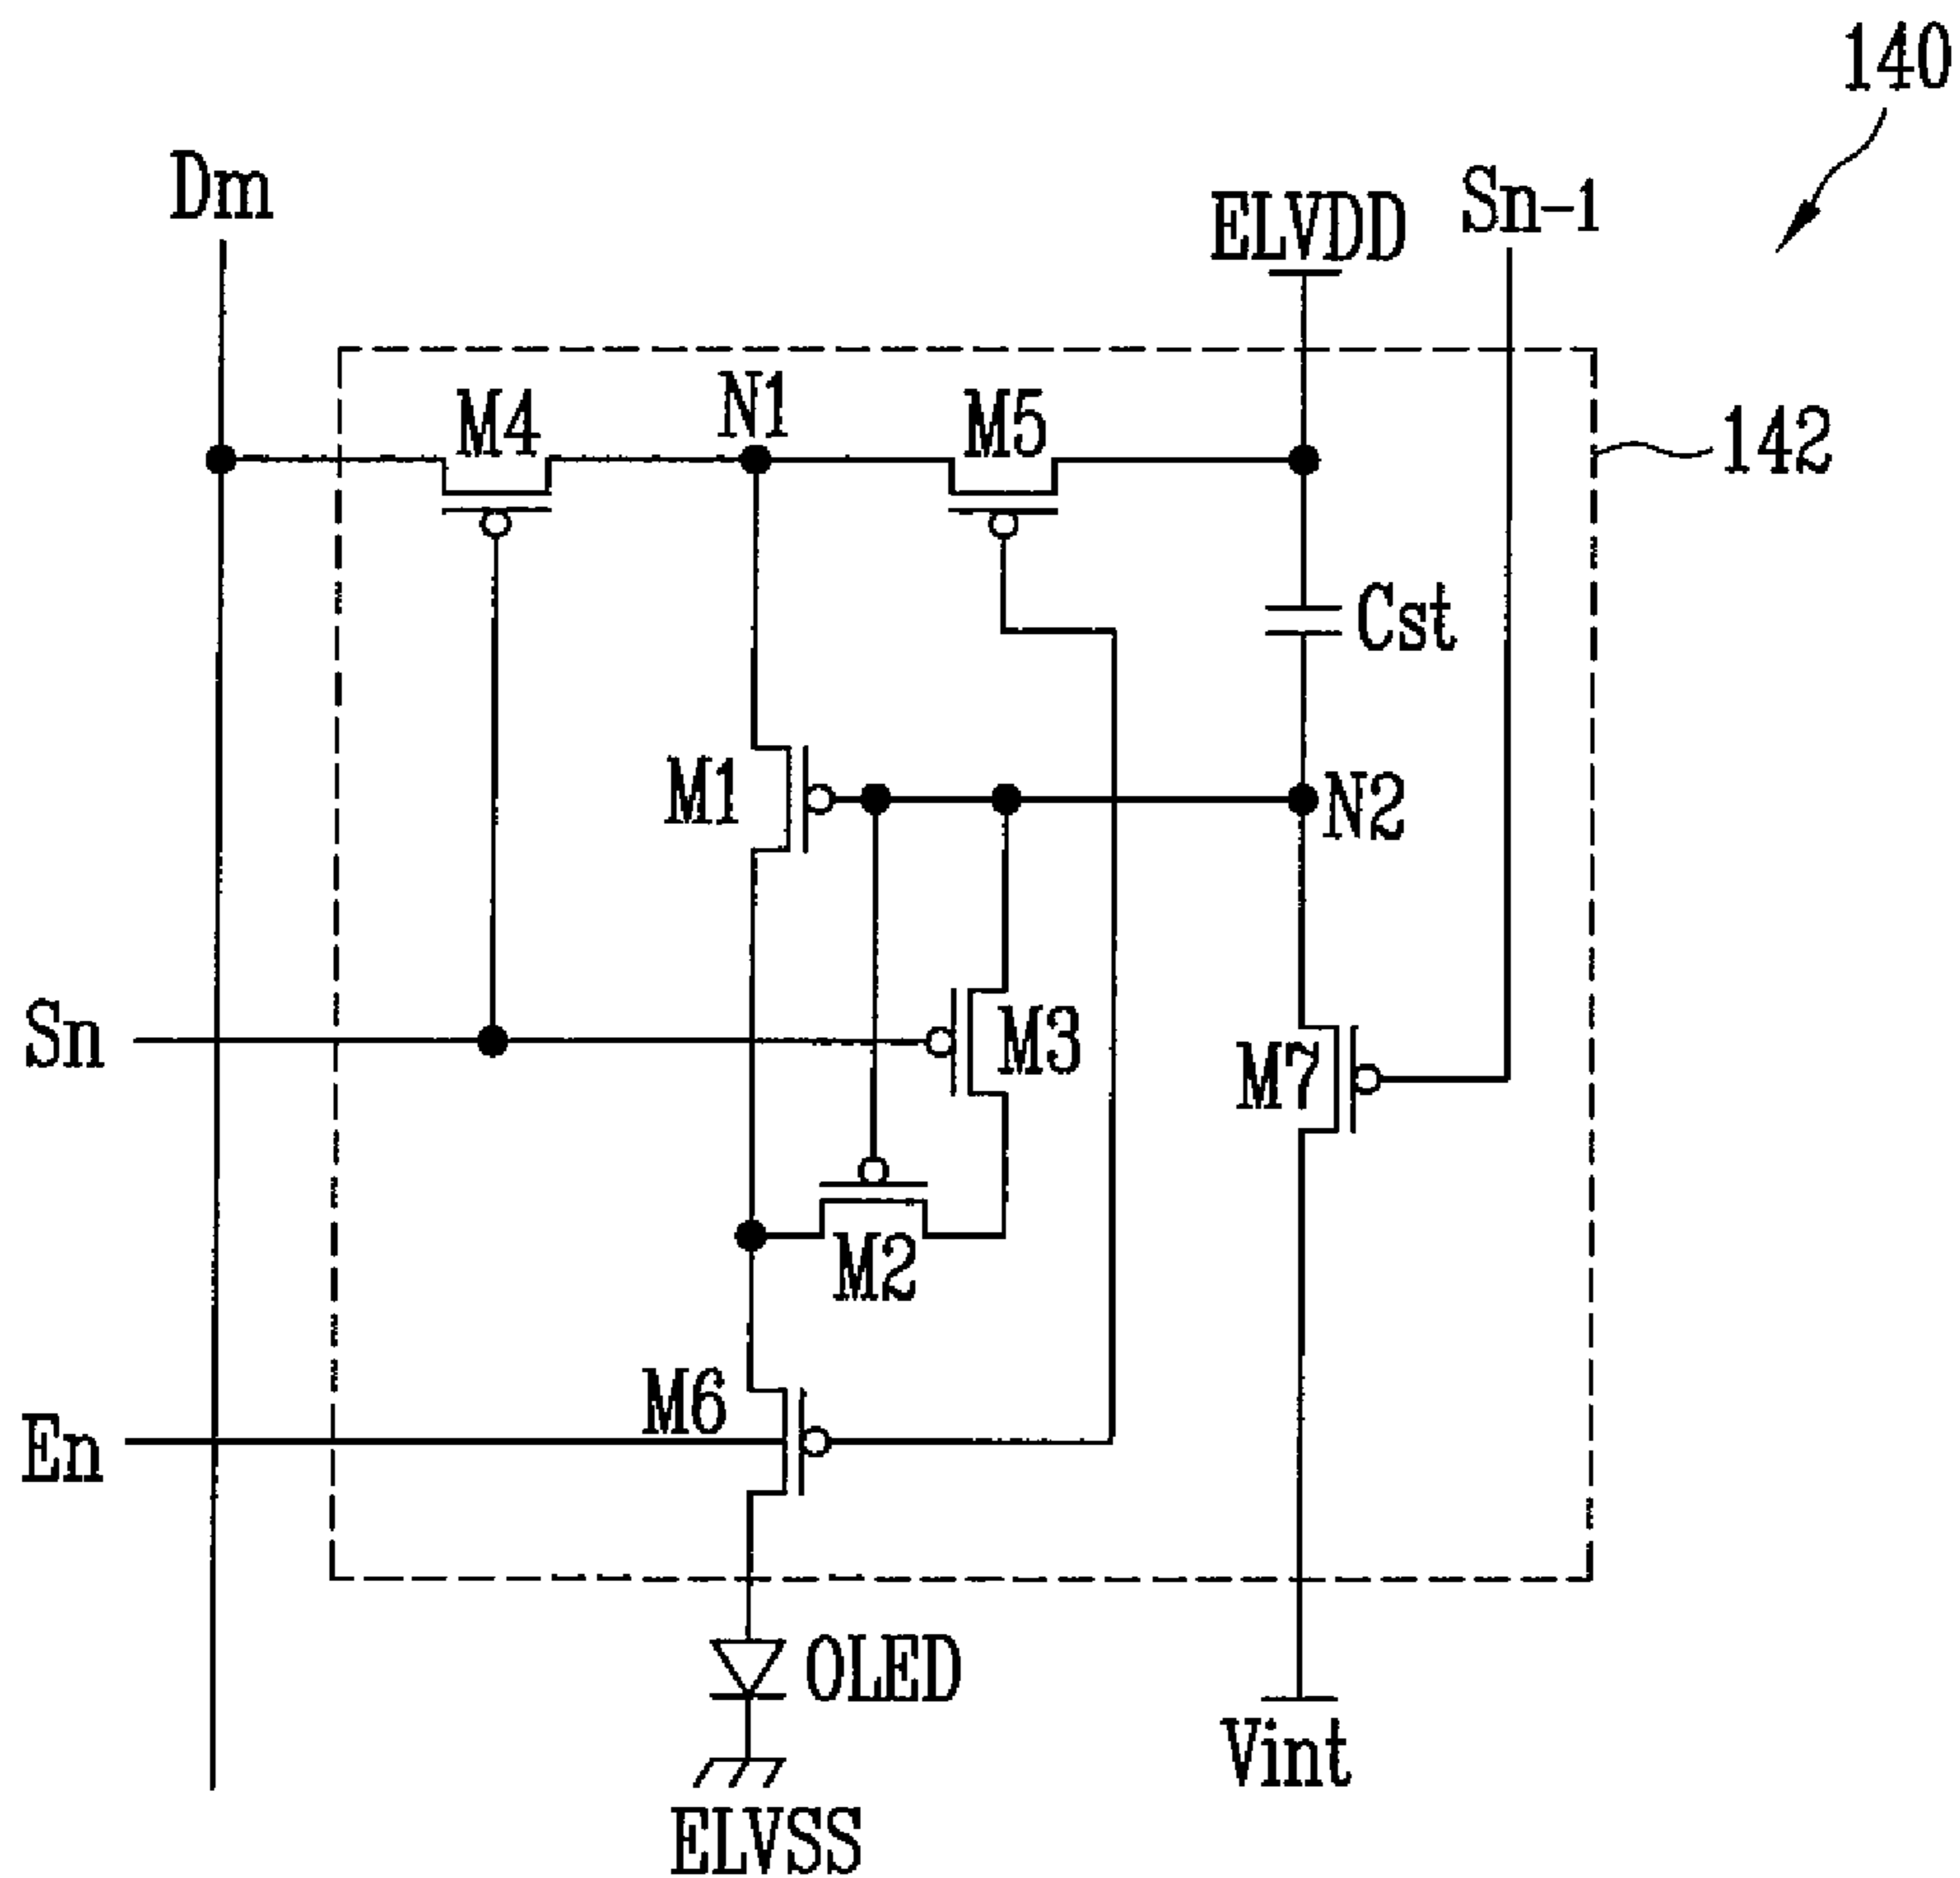 140
Dm
ELVDD
Sn-1
M4
N1
M5
142
Cst
M1
N2
Sn
M3
M7
M2
M6
En
OLED
Vint
ELVSS